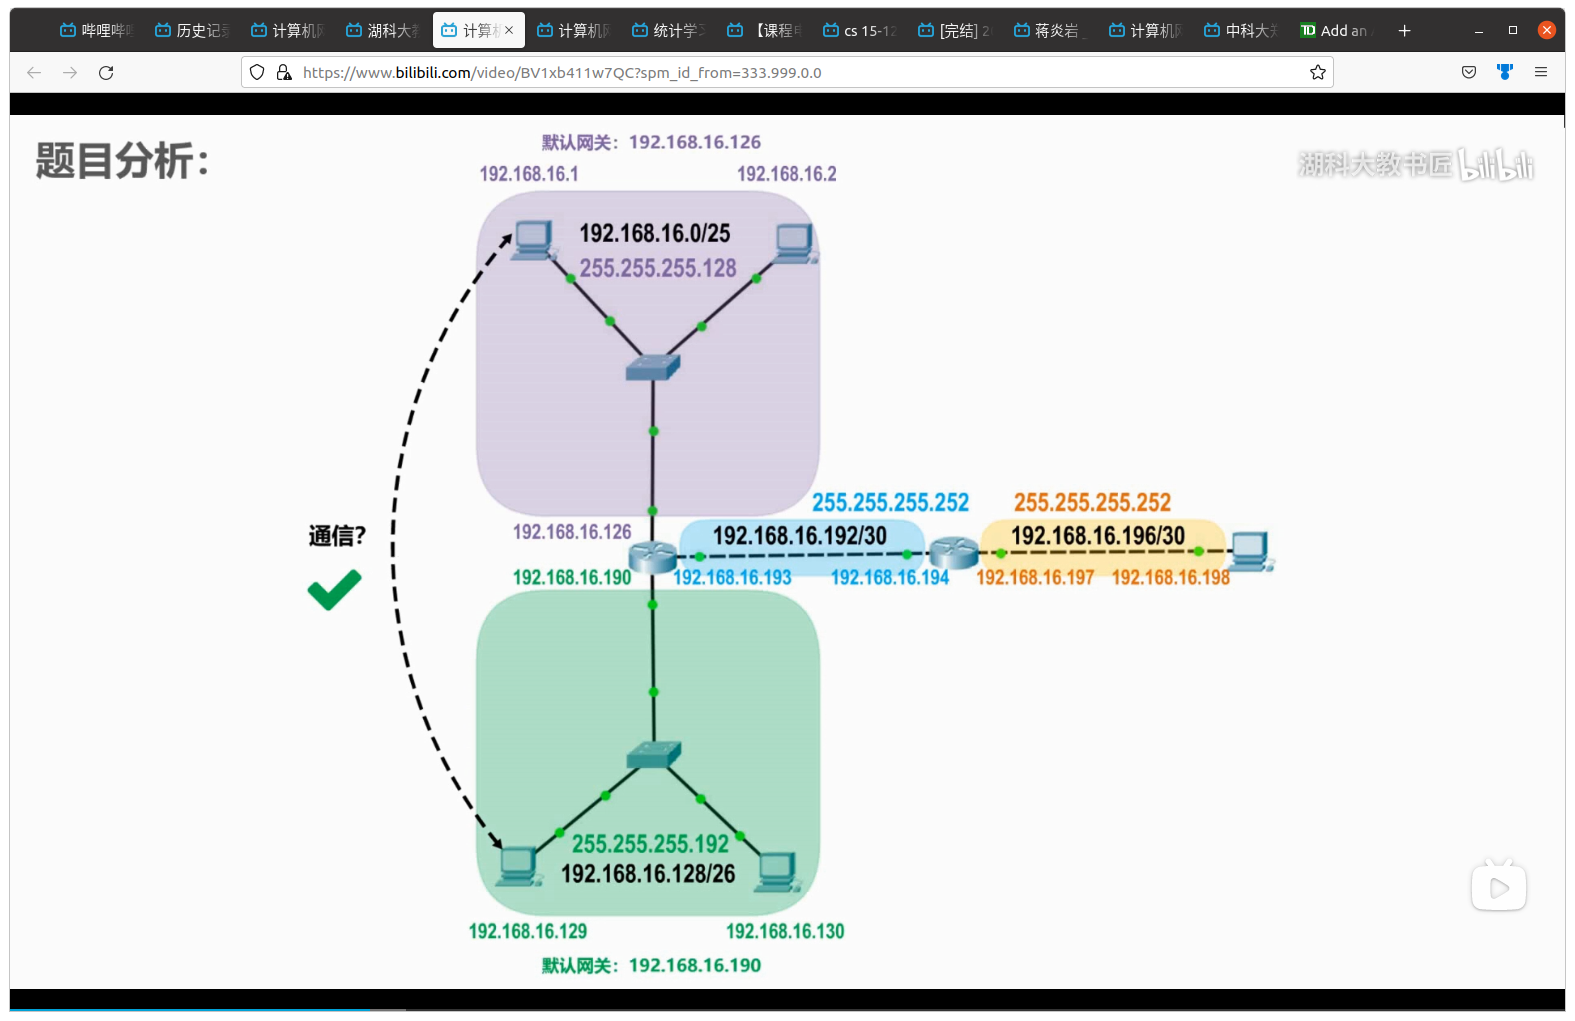 哔哩哔哩 历史记录 计算机网 湖科大教 计算机 计算机网 统计学习 【课程 cs 15-12 [完结] 2 蒋炎岩 计算机网 中科大 Add an
https://www.bilibili.com/video/BV1xb411w7QC?spm_id_from=333.999.0.0
题目分析：
湖科大教书匠 bilibili
默认网关：192.168.16.126
192.168.16.1 192.168.16.2
192.168.16.0/25
255.255.255.128
255.255.255.252 255.255.255.252
192.168.16.126 192.168.16.192/30 192.168.16.196/30
通信?
192.168.16.190 192.168.16.193 192.168.16.194 192.168.16.197 192.168.16.198
255.255.255.192
192.168.16.128/26
192.168.16.129 192.168.16.130
默认网关：192.168.16.190